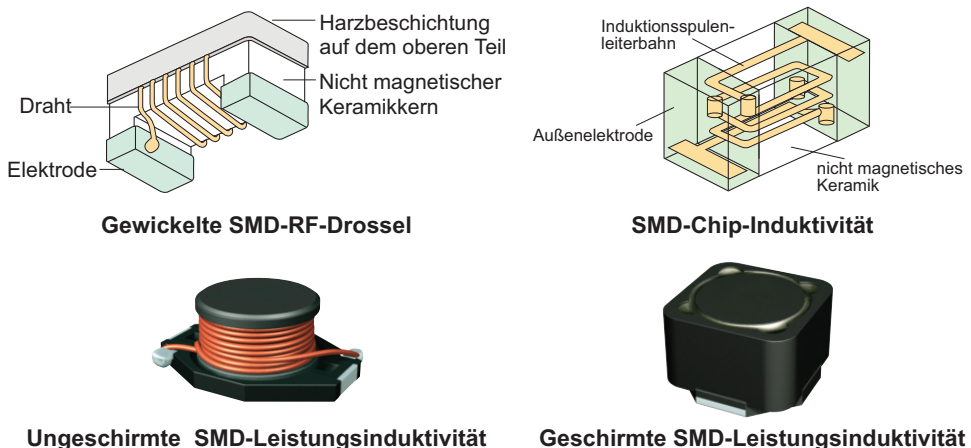 Harzbeschichtung
auf dem oberen Teil
Nicht magnetischer
Keramikkern
Draht
Elektrode
Gewickelte SMD-RF-Drossel
Induktionsspulen-
leiterbahn
Außenelektrode
nicht magnetisches
Keramik
SMD-Chip-Induktivität
Ungeschirmte SMD-Leistungsinduktivität
Geschirmte SMD-Leistungsinduktivität